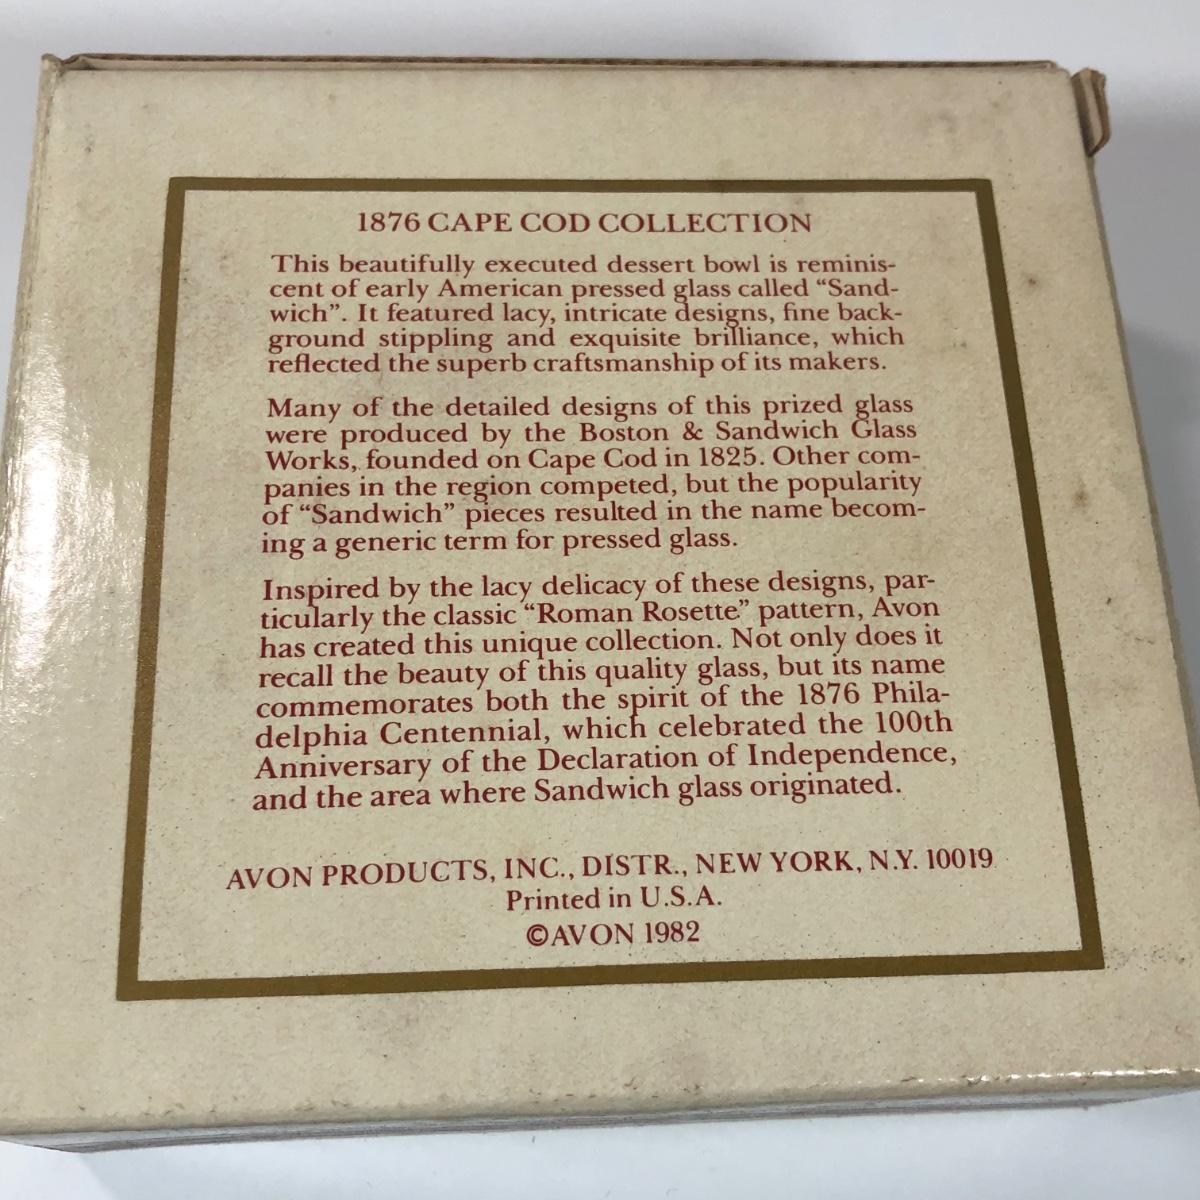 1876 CAPE COD COLLECTION
This beautifully executed dessert bowl is reminis-
cent of early American pressed glass called “Sand-
wich”. It featured lacy, intricate designs, fine back-
ground stippling and exquisite brilliance, which
reflected the superb craftsmanship of its makers.
Many of the detailed designs of this prized glass
were produced by the Boston & Sandwich Glass
Works, founded on Cape Cod in 1825. Other com-
panies in the region competed, but the popularity
of “Sandwich” pieces resulted in the name becom-
ing a generic term for pressed glass.
Inspired by the lacy delicacy of these designs, par-
ticularly the classic “Roman Rosette” pattern, Avon
has created this unique collection. Not only does it
recall the beauty of this quality glass, but its name
commemorates both the spirit of the 1876 Phila-
delphia Centennial, which celebrated the 100th
Anniversary of the Declaration of Independence,
and the area where Sandwich glass originated.
AVON PRODUCTS, INC., DISTR., NEW YORK, N.Y. 10019
Printed in U.S.A.
©AVON 1982